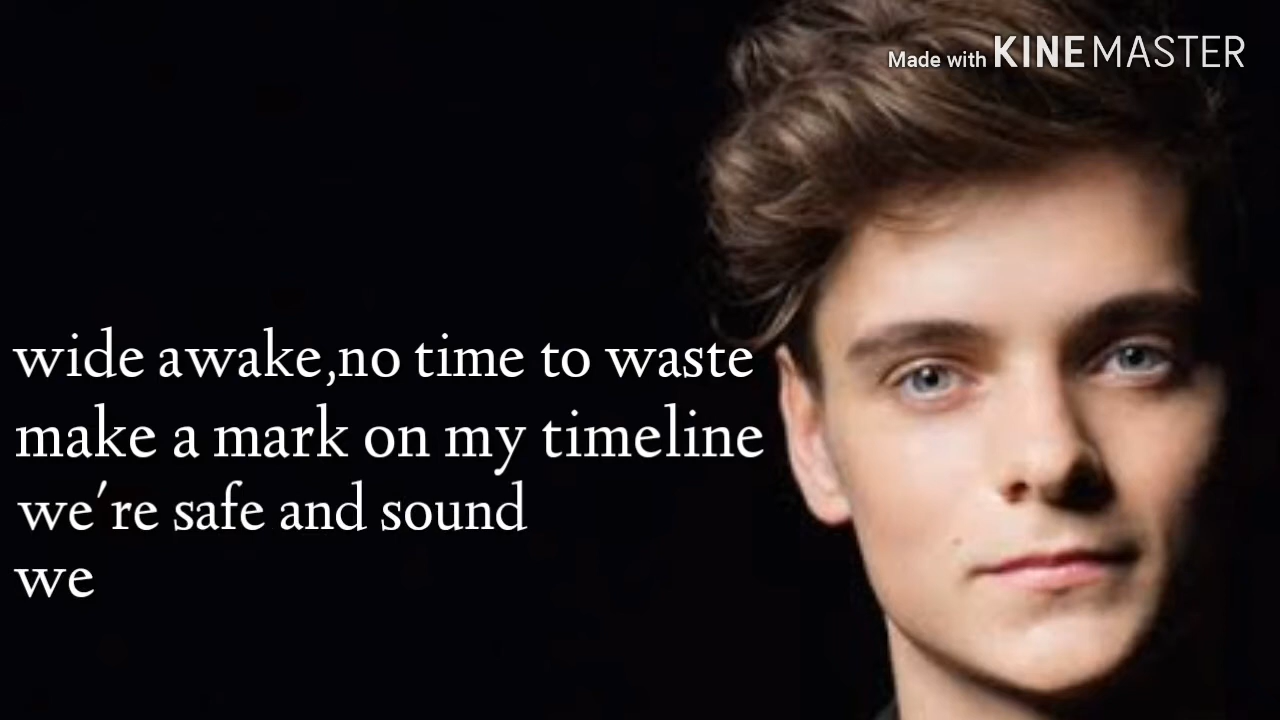 Made with KINEMASTER
wide awake,no time to waste
make a mark on my timeline
we're safe and sound
we